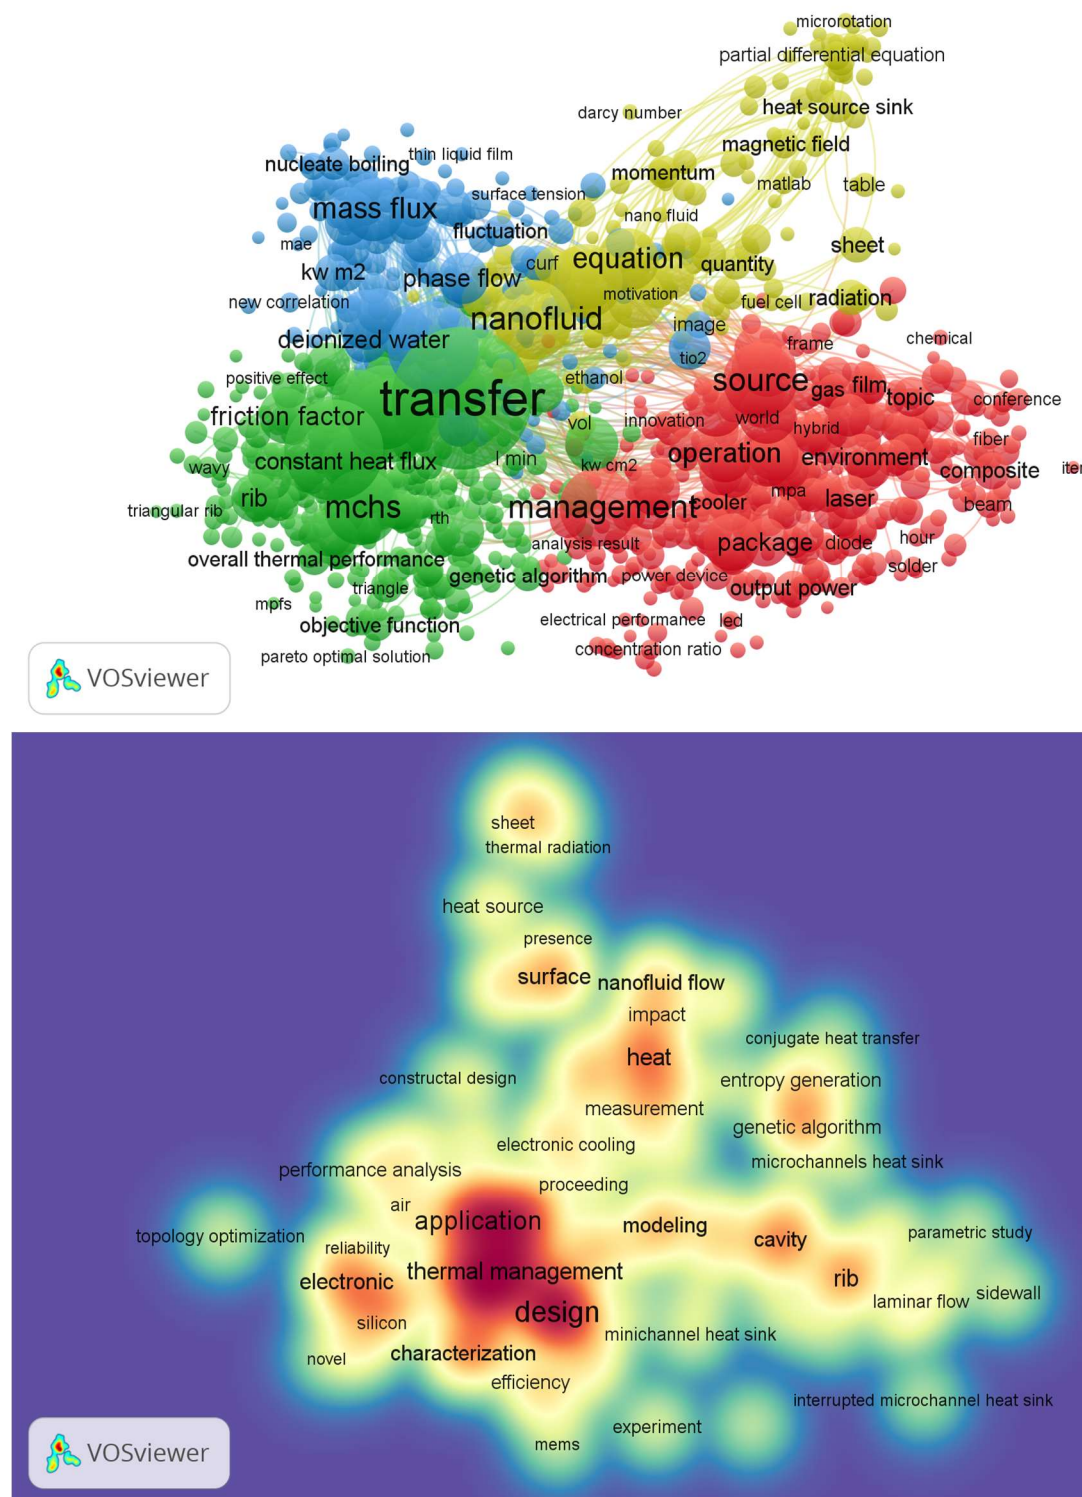 microrotation
partial differential equation
darcy number
heat source sink
nucleate boiling
thin liquid film
magnetic field
momentum
matlab
table
mass flux
surface tension
nano fluid
fluctuation
mae
sheet
kw m2
phase flow
curf
equation
quantity
new correlation
motivation
fuel cell
radiation
deionized water
nanofluid
image
frame
chemical
tio2
positive effect
transfer
ethanol
source
gas film
topic
conference
friction factor
vol
innovation
world
hybrid
fiber
wavy
constant heat flux
l min
kw cm2
operation
environment
composite
iter
rib
mchs
management
cooler
mpa
laser
beam
triangular rib
rth
analysis result
package
diode
hour
overall thermal performance
genetic algorithm
power device
solder
triangle
output power
mpfs
objective function
electrical performance
led
pareto optimal solution
concentration ratio
VOSviewer
sheet
thermal radiation
heat source
presence
surface
nanofluid flow
impact
conjugate heat transfer
heat
constructal design
entropy generation
measurement
genetic algorithm
electronic cooling
performance analysis
microchannels heat sink
proceeding
air
application
modeling
cavity
parametric study
topology optimization
reliability
electronic
thermal management
rib
laminar flow
sidewall
silicon
design
minichannel heat sink
novel
characterization
efficiency
interrupted microchannel heat sink
experiment
mems
VOSviewer